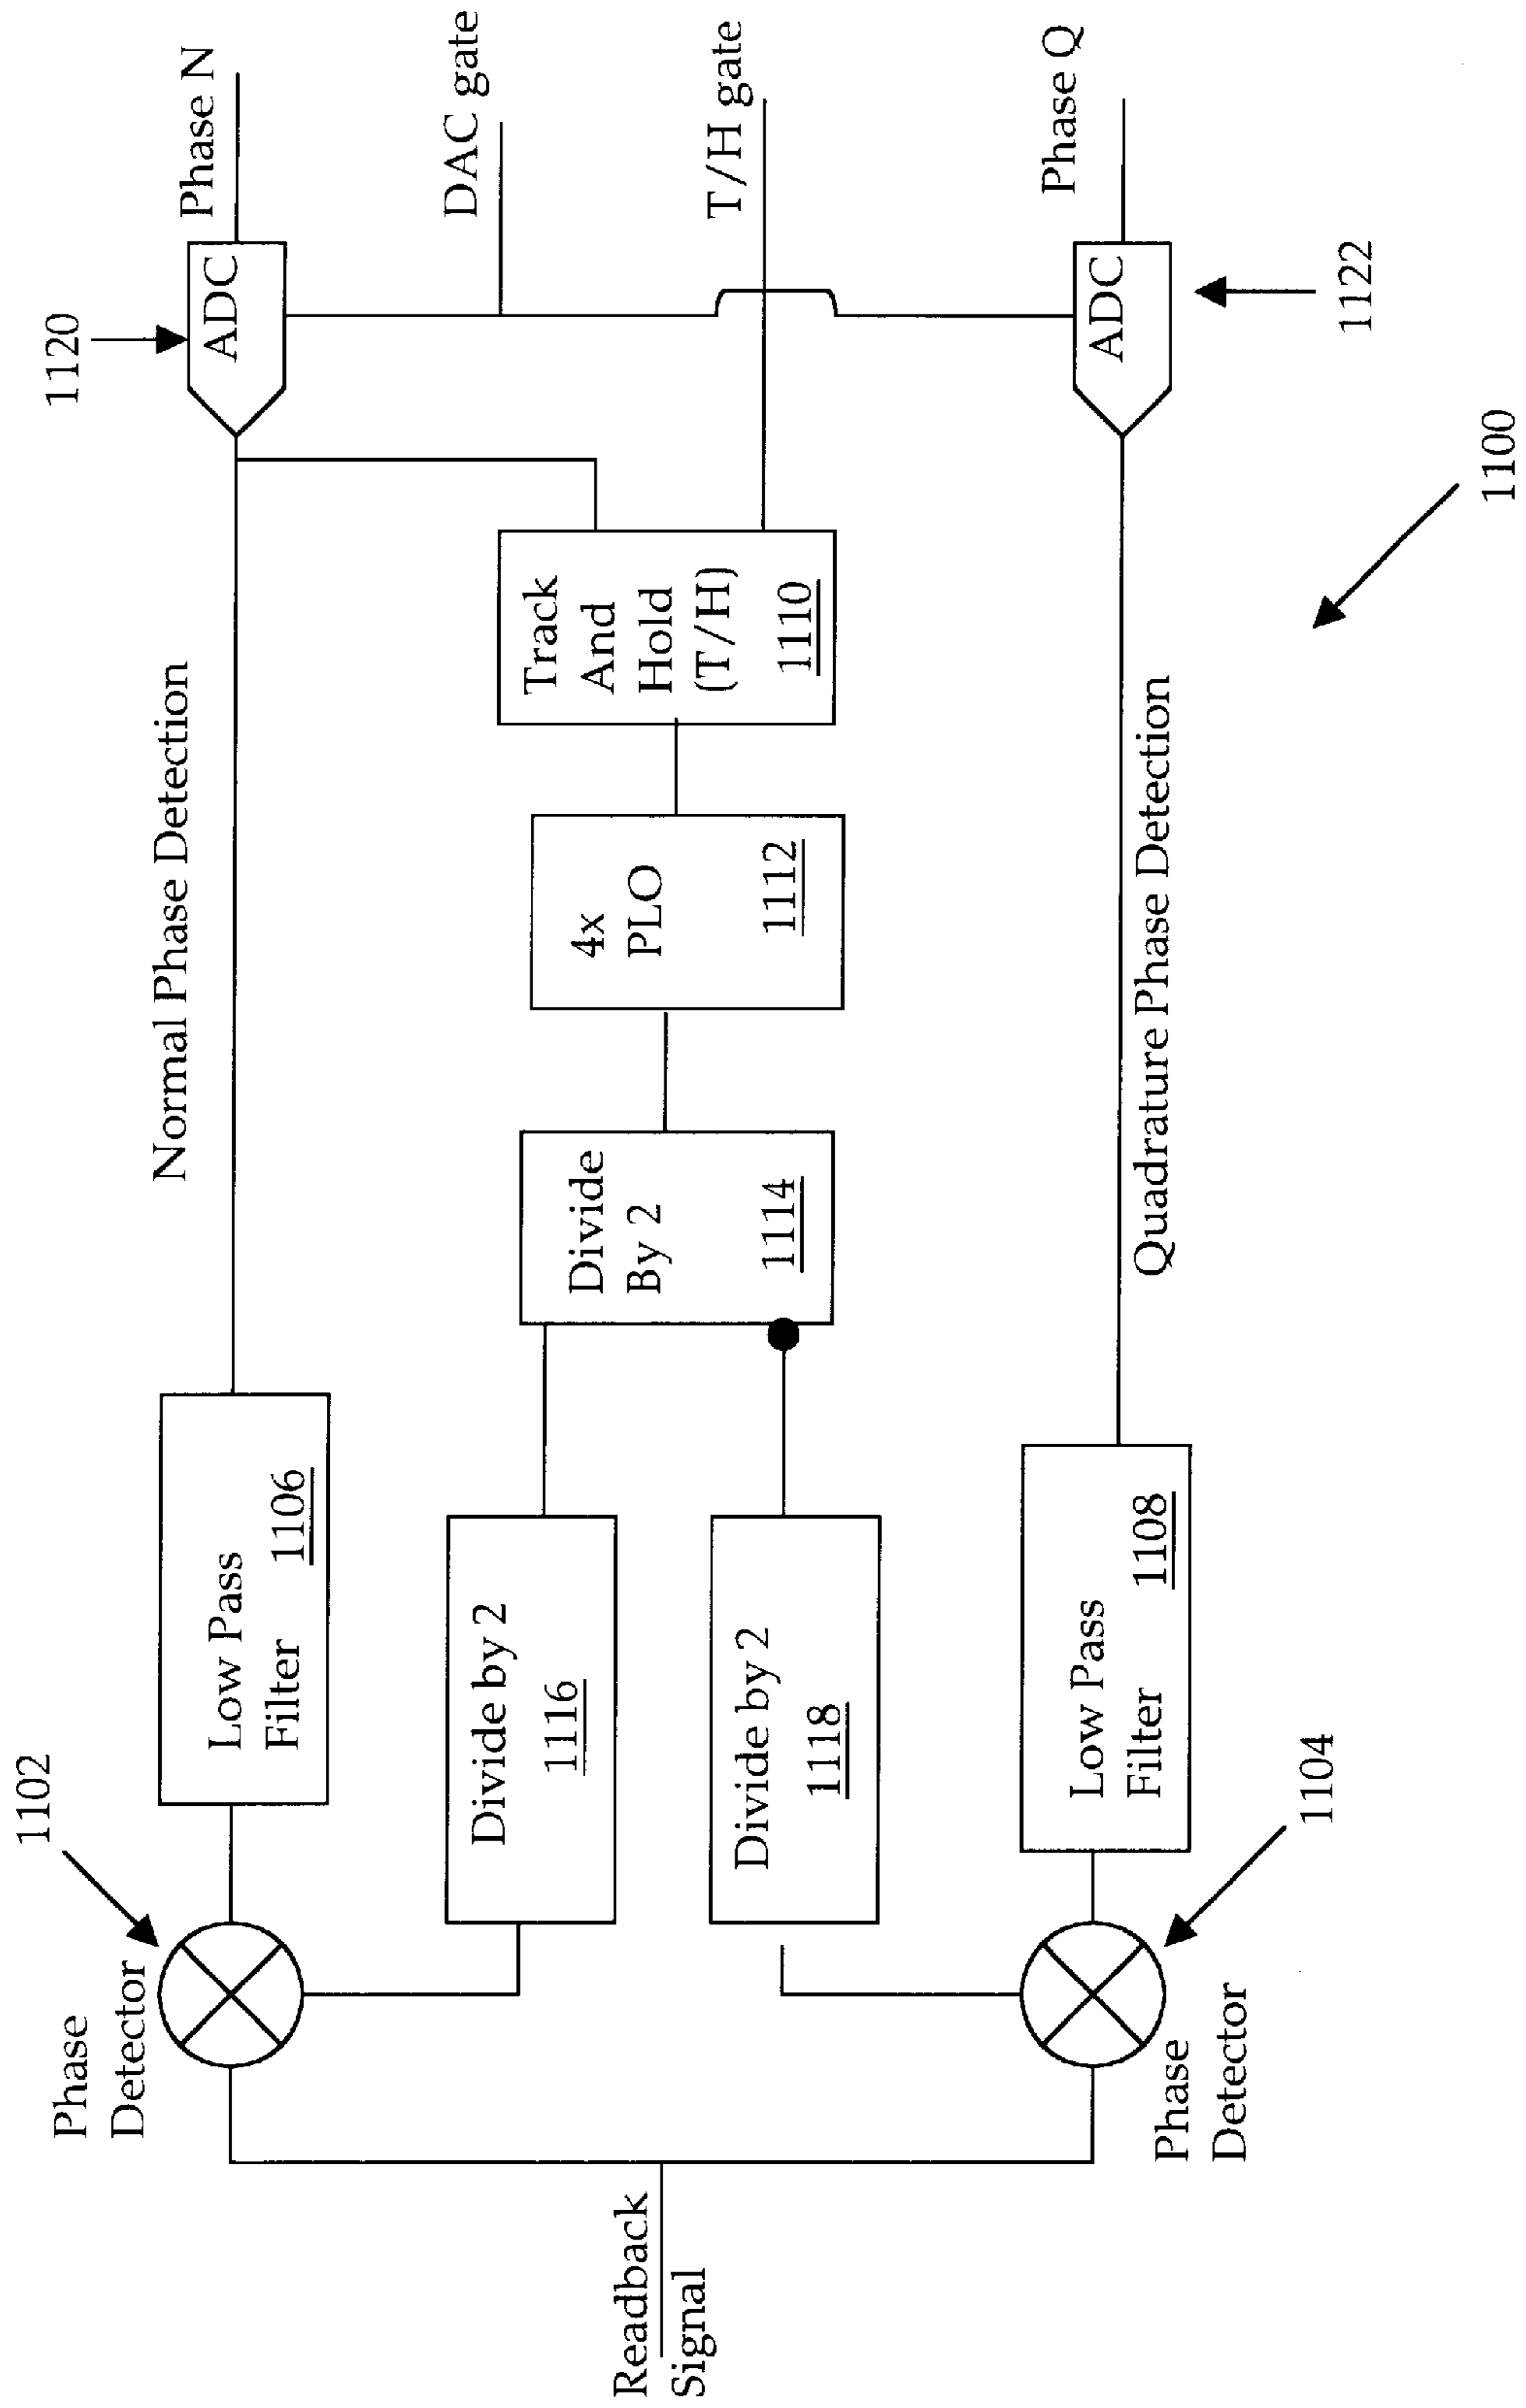 1102
Phase
Detector
Low Pass
Filter 1106
Normal Phase Detection
1120
ADC
Phase N
Readback
Signal
Divide by 2
1116
Divide by 2
1118
Divide
By 2
1114
4x
PLO
1112
Track
And
Hold
(T/H)
1110
DAC gate
T/H gate
Phase
Detector
1104
Low Pass
Filter 1108
Quadrature Phase Detection
ADC
Phase Q
1122
1100